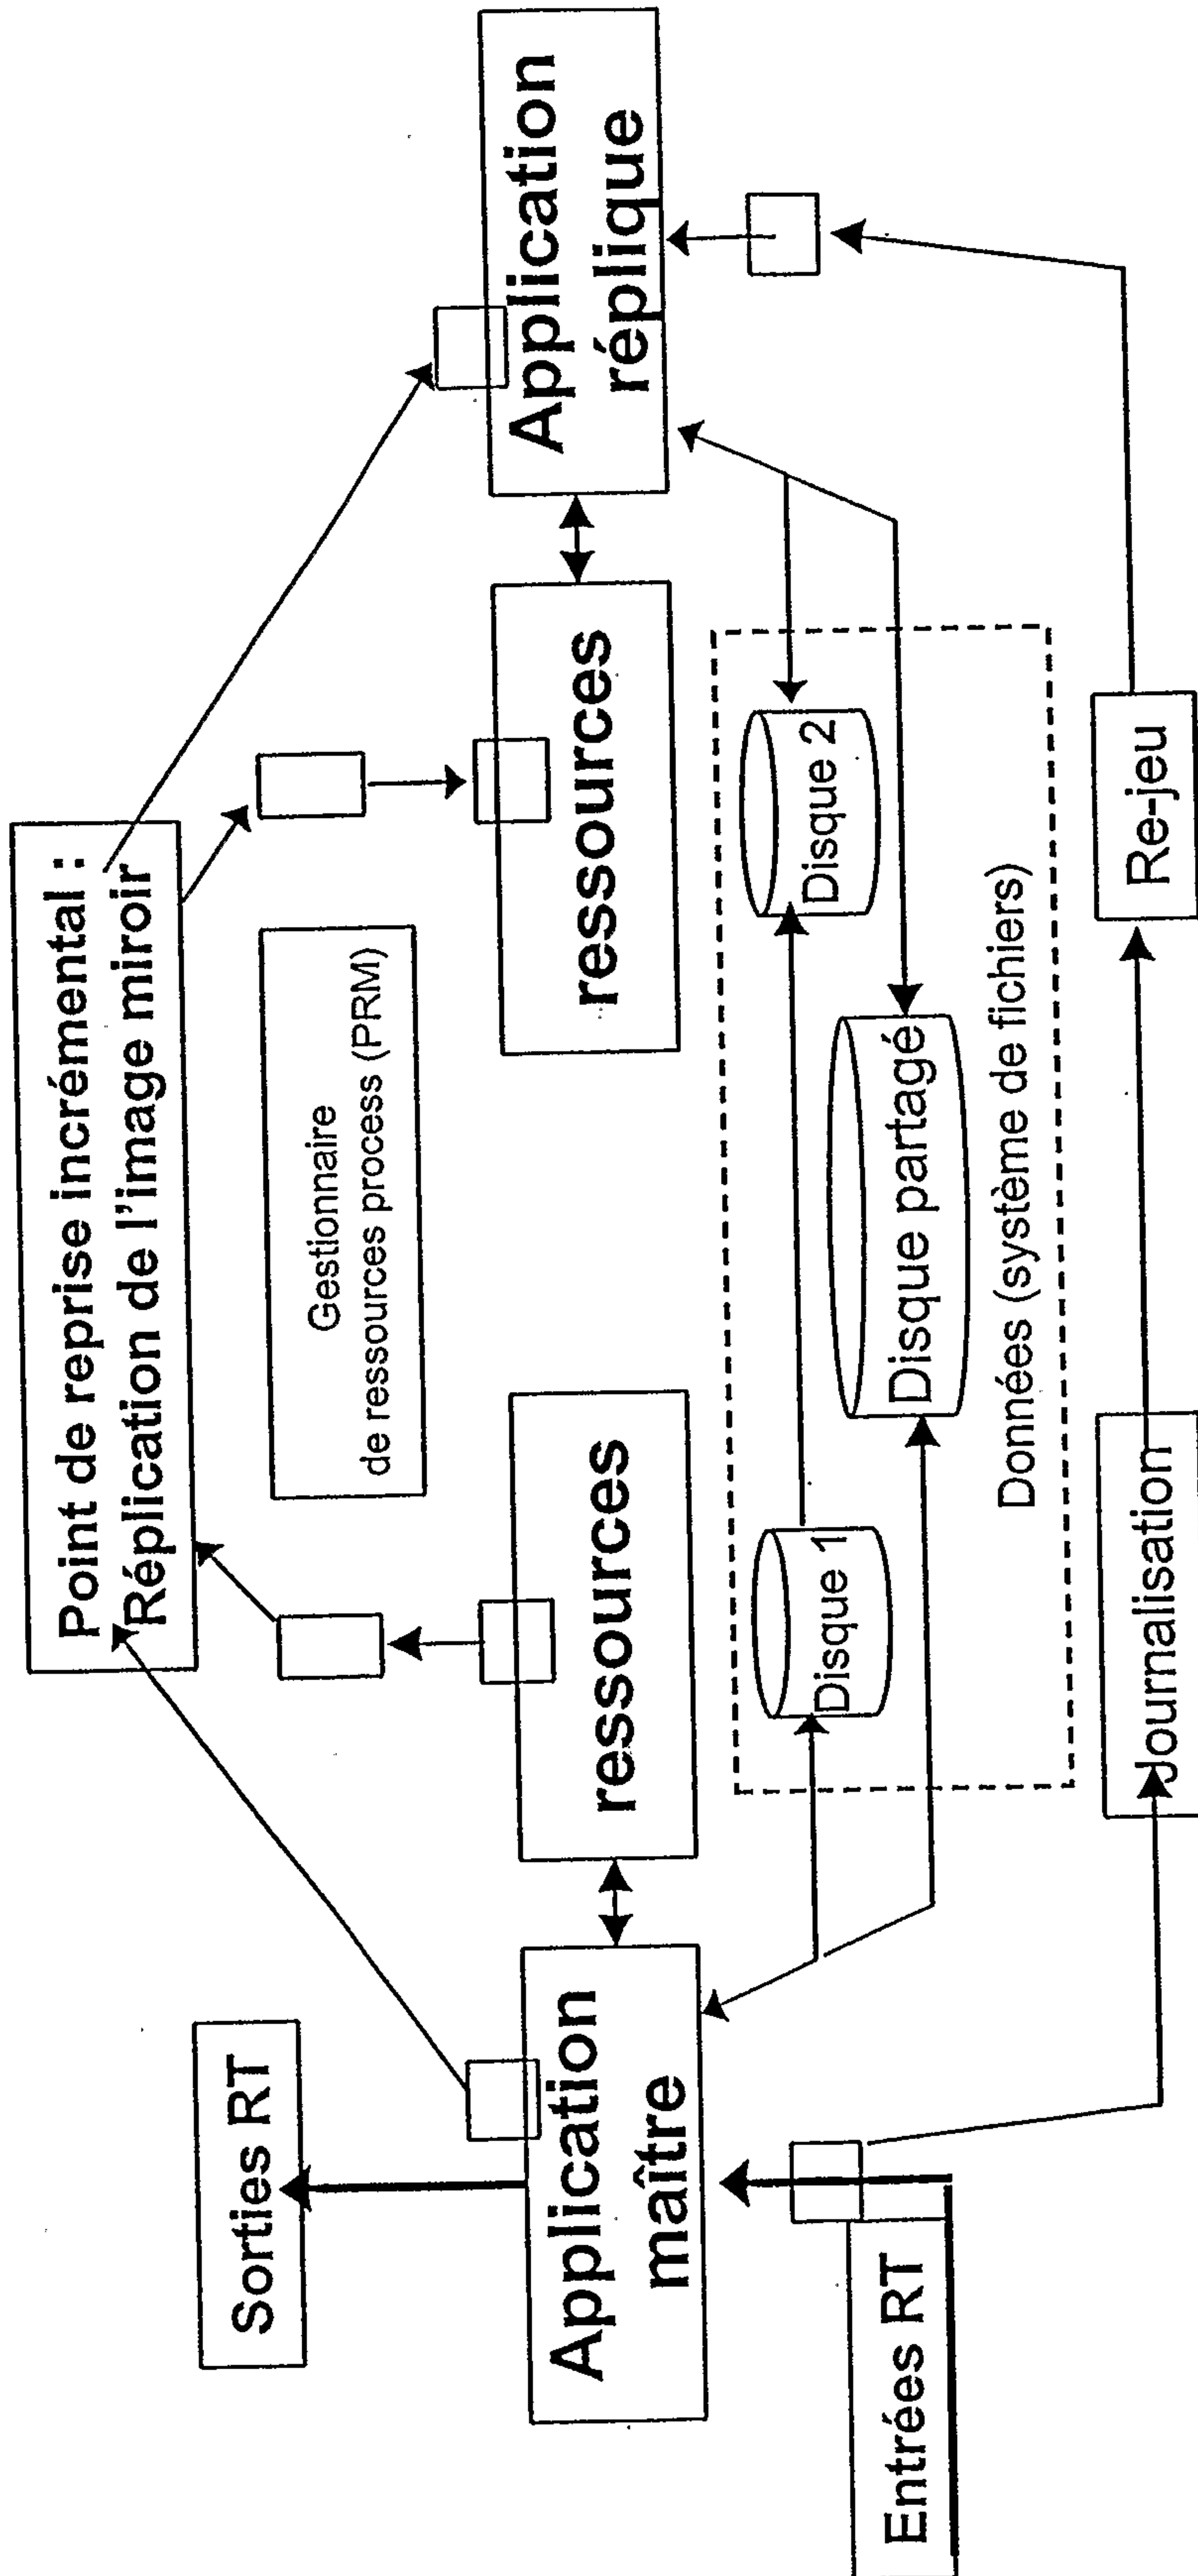 Point de reprise incrémental :
Réplication de l'image miroir
Sorties RT
Gestionnaire
de ressources process (PRM)
Application
maître
ressources
ressources
Application
réplique
Entrées RT
Disque 1
Disque 2
Disque partagé
Données (système de fichiers)
Journalisation
Re-jeu